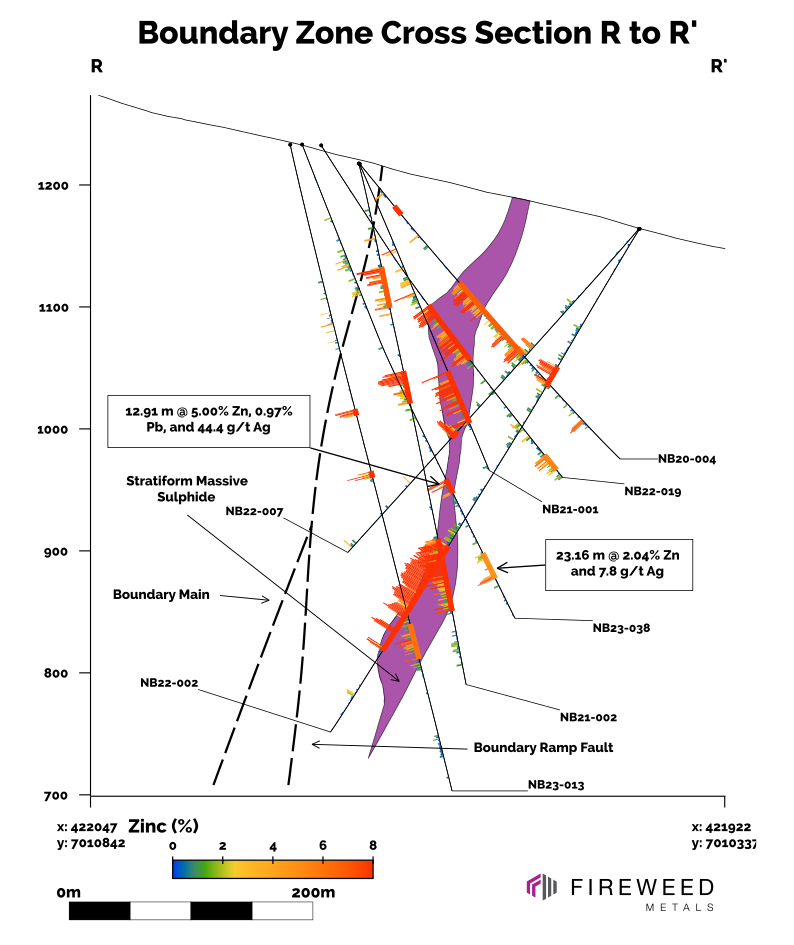 Boundary Zone Cross Section R to R'
R
R'
1200
1100
1000
900
800
700
12.91 m @ 5.00% Zn, 0.97%
Pb, and 44.4 g/t Ag
Stratiform Massive
Sulphide
NB22-007
NB20-004
NB22-019
NB21-001
23.16 m @ 2.04% Zn
and 7.8 g/t Ag
Boundary Main
NB23-038
NB22-002
NB21-002
Boundary Ramp Fault
NB23-013
x: 422047
y: 7010842
Zinc (%)
0 2 4 6 8
0m
200m
x: 421922
y: 7010337
FIREWEED
METALS